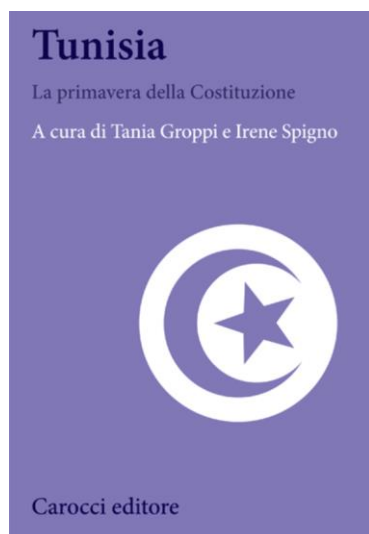 Tunisia
La primavera della Costituzione
A cura di Tania Groppi e Irene Spigno
Carocci editore